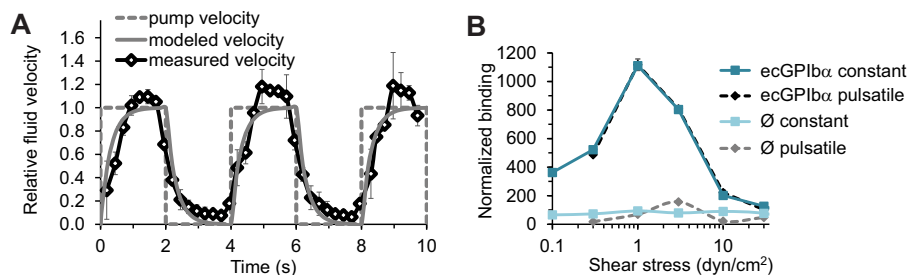 A
pump velocity
modeled velocity
measured velocity
Relative fluid velocity
1.6
1.4
1.2
1.0
0.8
0.6
0.4
0.2
0.0
0 2 4 6 8 10
Time (s)
B
Normalized binding
1200
1000
800
600
400
200
0
0.1 1 10
Shear stress (dyn/cm²)
ecGPIbα constant
ecGPIbα pulsatile
Ø constant
Ø pulsatile